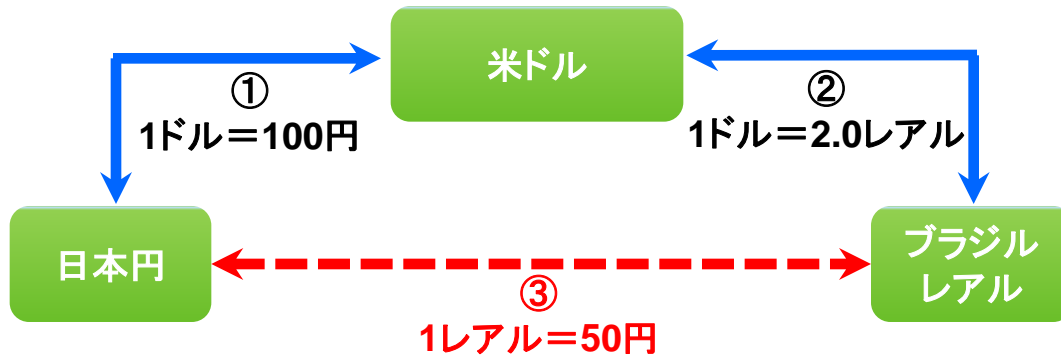 米ドル
①
1ドル＝100円
②
1ドル＝2.0レアル
日本円
ブラジル
レアル
③
1レアル＝50円